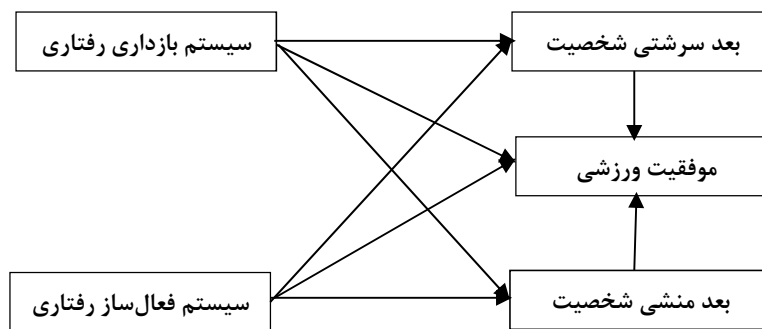 سیستم بازداری رفتاری
بعد سرشتی شخصیت
موفقیت ورزشی
سیستم فعال‌ساز رفتاری
بعد منشی شخصیت